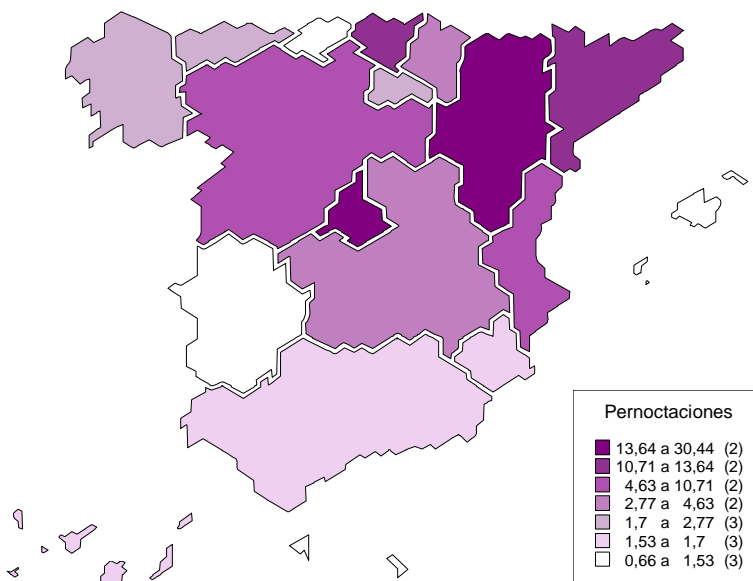 Pernoctaciones
13,64 a 30,44 (2)
10,71 a 13,64 (2)
4,63 a 10,71 (2)
2,77 a 4,63 (2)
1,7 a 2,77 (3)
1,53 a 1,7 (3)
0,66 a 1,53 (3)